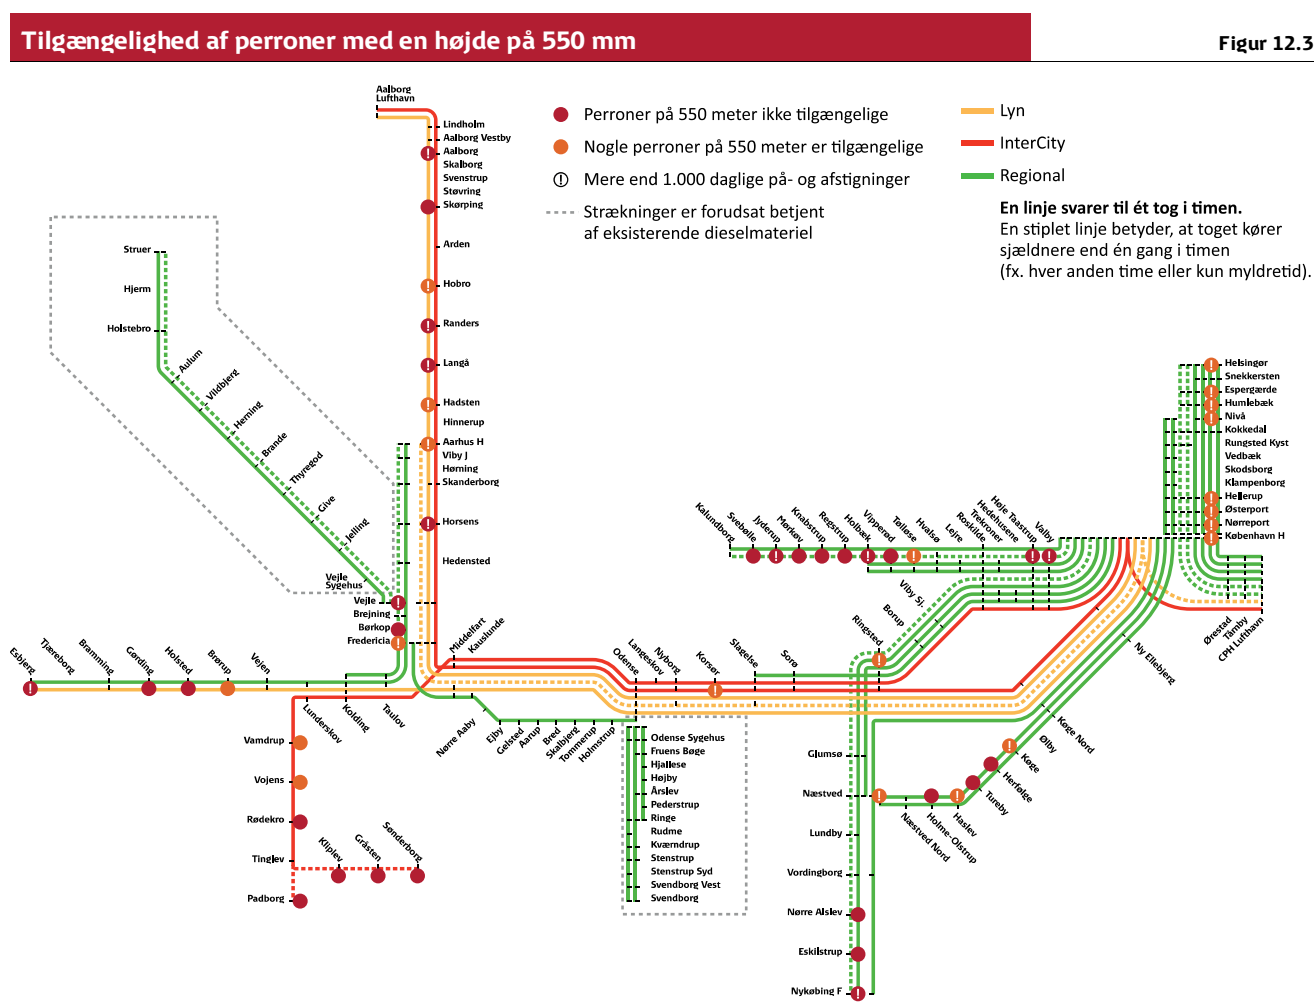 Tilgængelighed af perroner med en højde på 550 mm
Figur 12.3
Perroner på 550 meter ikke tilgængelige
Nogle perroner på 550 meter er tilgængelige
Mere end 1.000 daglige på- og afstigninger
Strækninger er forudsat betjent
af eksisterende dieselmateriel
Lyn
InterCity
Regional
En linje svarer til ét tog i timen.
En stiplet linje betyder, at toget kører
sjældnere end én gang i timen
(fx. hver anden time eller kun myldretid).
Aalborg
Lufthavn
Lindholm
Aalborg Vestby
Aalborg
Skalborg
Svenstrup
Støvring
Skørping
Arden
Hobro
Randers
Langå
Hadsten
Hinnerup
Aarhus H
Viby J
Hørning
Skanderborg
Horsens
Hedensted
Struer
Hjerm
Holstebro
Aulum
Vildbjerg
Herning
Brande
Thyregod
Give
Jelling
Vejle
Sygehus
Vejle
Brejning
Børkop
Fredericia
Middelfart
Kauslunde
Esbjerg
Tjæreborg
Bramming
Gørding
Holsted
Brørup
Vejen
Lunderskov
Kolding
Taulov
Vamdrup
Vojens
Rødekro
Tinglev
Padborg
Kliplev
Gråsten
Sønderborg
Nørre Aaby
Ejby
Gelsted
Aarup
Bred
Skalbjerg
Tommerup
Holmstrup
Odense
Langeskov
Nyborg
Korsør
Slagelse
Sorø
Ringsted
Borup
Viby Sj.
Odense Sygehus
Fruens Bøge
Hjallese
Højby
Årslev
Pederstrup
Ringe
Rudme
Kværndrup
Stenstrup
Stenstrup Syd
Svendborg Vest
Svendborg
Kalundborg
Svebølle
Jyderup
Mørkøv
Knabstrup
Regstrup
Holbæk
Vipperød
Tølløse
Hvalsø
Lejre
Roskilde
Trekroner
Hedehusene
Høje Taastrup
Valby
Helsingør
Snekkersten
Espergærde
Humlebæk
Nivå
Kokkedal
Rungsted Kyst
Vedbæk
Skodsborg
Klampenborg
Hellerup
Østerport
Nørreport
København H
Ørestad
Tårnby
CPH Lufthavn
Ny Ellebjerg
Køge Nord
Ølby
Køge
Herfølge
Tureby
Haslev
Holme-Olstrup
Næstved Nord
Glumsø
Næstved
Lundby
Vordingborg
Nørre Alslev
Eskilstrup
Nykøbing F